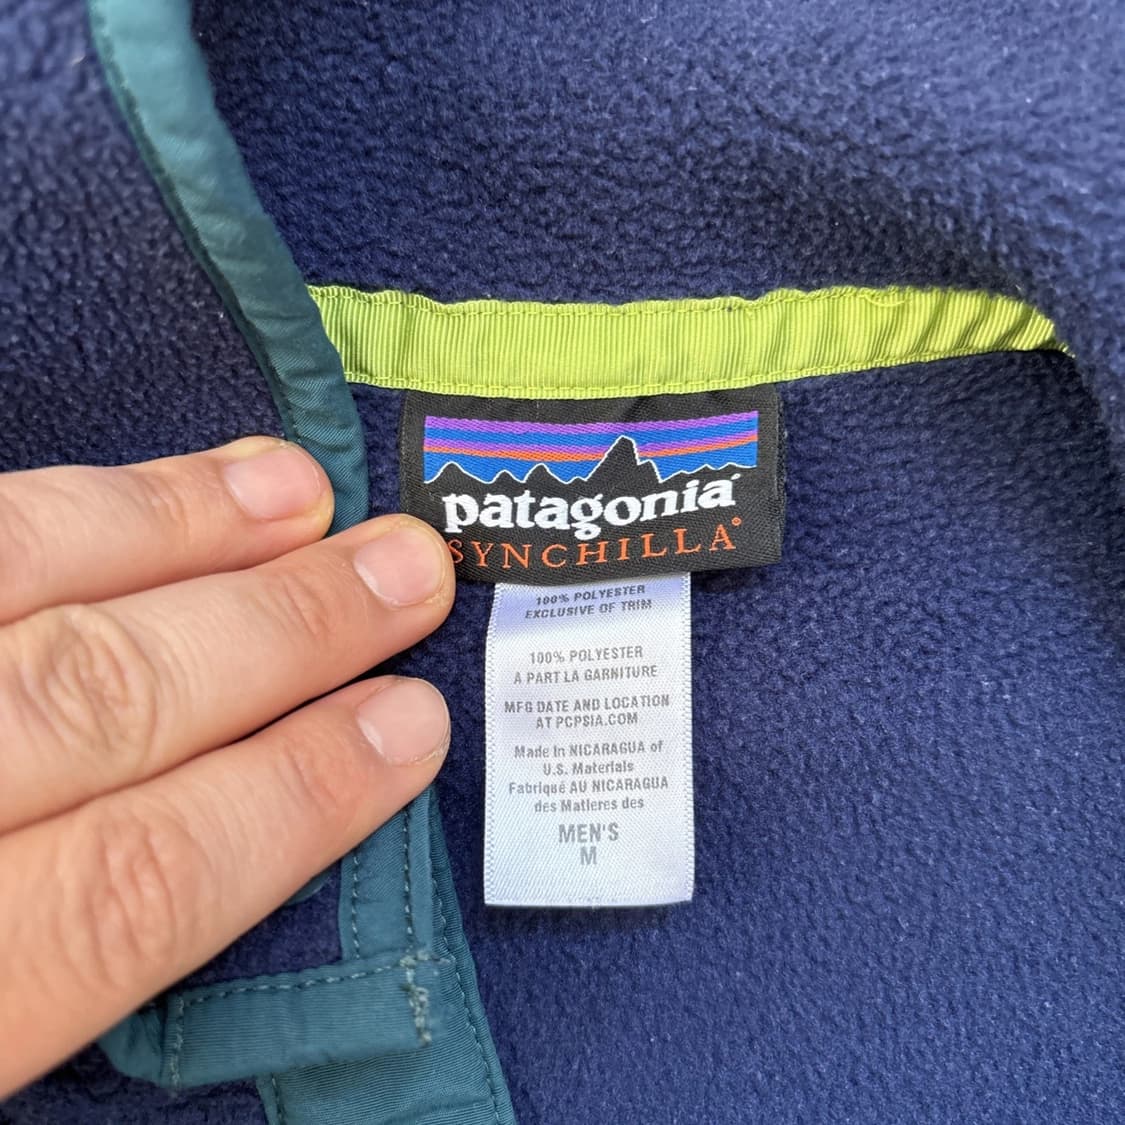 patagonia
SYNCHILLA
100% POLYESTER
EXCLUSIVE OF TRIM
100% POLYESTER
A PART LA GARNITURE
MFG DATE AND LOCATION
AT PCPSIA.COM
Made In NICARAGUA of
U.S. Materials
Fabriqué AU NICARAGUA
des Matieres des
MEN'S
M